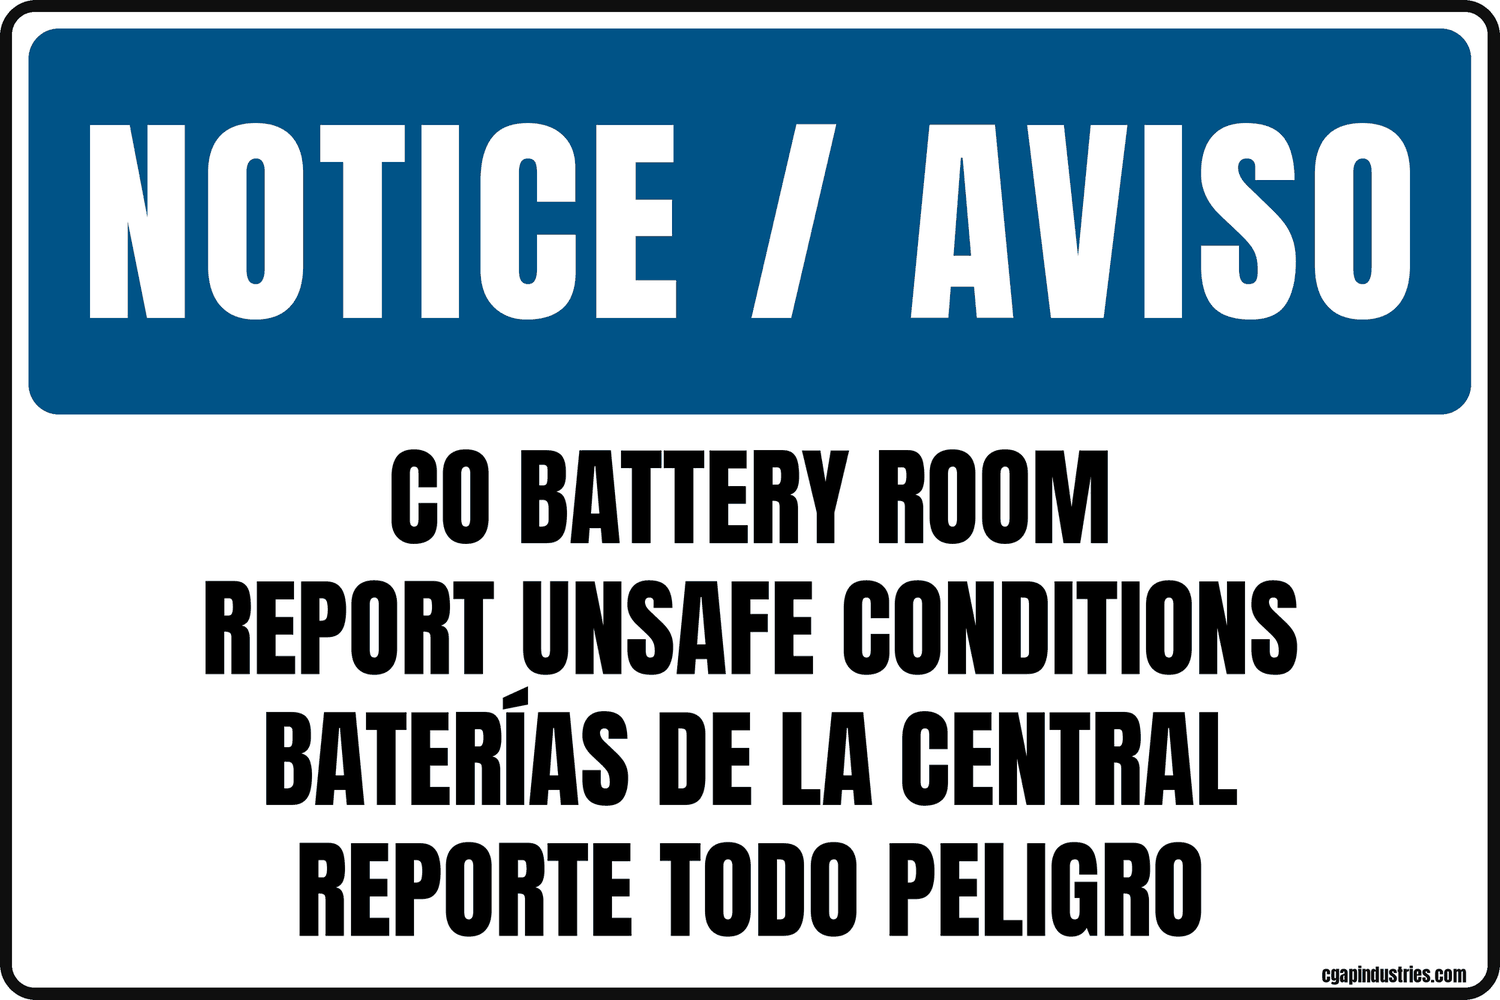 NOTICE / AVISO
CO BATTERY ROOM
REPORT UNSAFE CONDITIONS
BATERÍAS DE LA CENTRAL
REPORTE TODO PELIGRO
cgapindustries.com